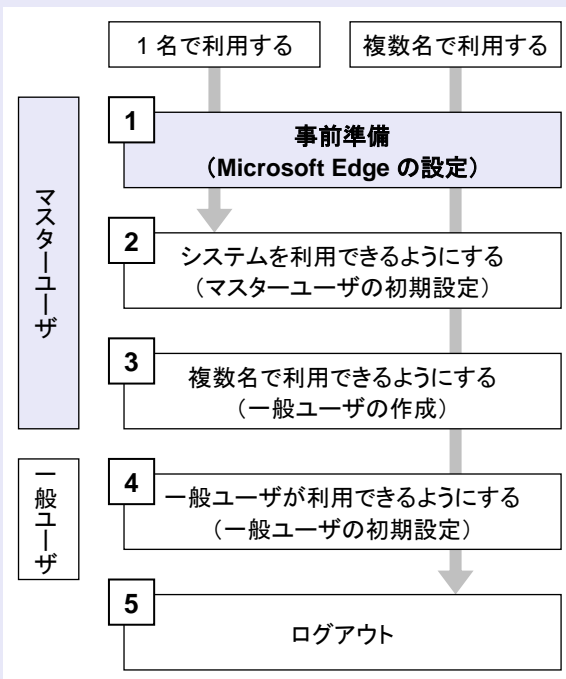 1 名で利用する
複数名で利用する
マスターユーザ
1
事前準備
（Microsoft Edge の設定）
2
システムを利用できるようにする
（マスターユーザの初期設定）
3
複数名で利用できるようにする
（一般ユーザの作成）
一般ユーザ
4
一般ユーザが利用できるようにする
（一般ユーザの初期設定）
5
ログアウト